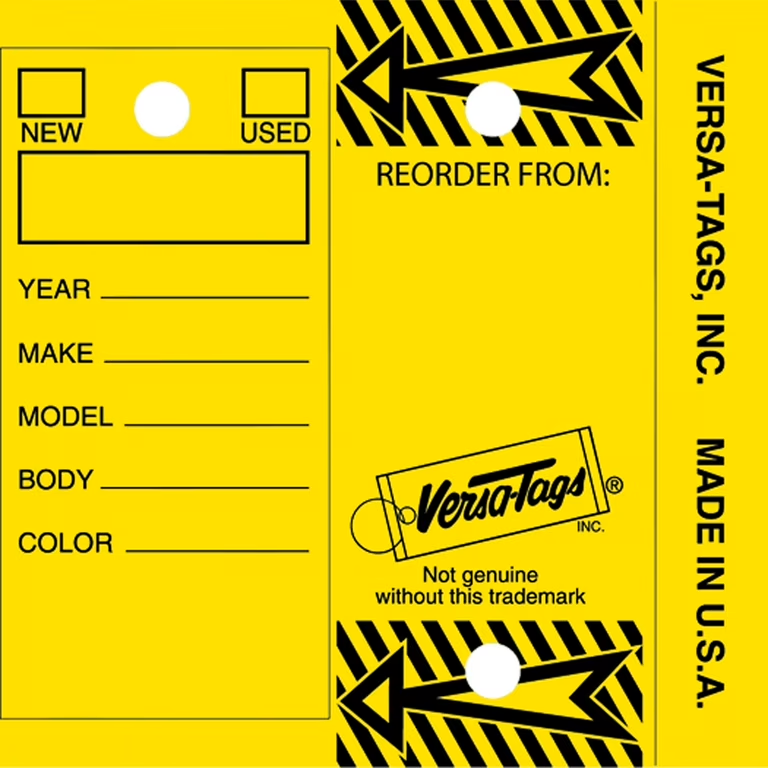 NEW
USED
YEAR
MAKE
MODEL
BODY
COLOR
REORDER FROM:
Versa-Tags®
INC.
Not genuine
without this trademark
VERSA-TAGS, INC. MADE IN U.S.A.